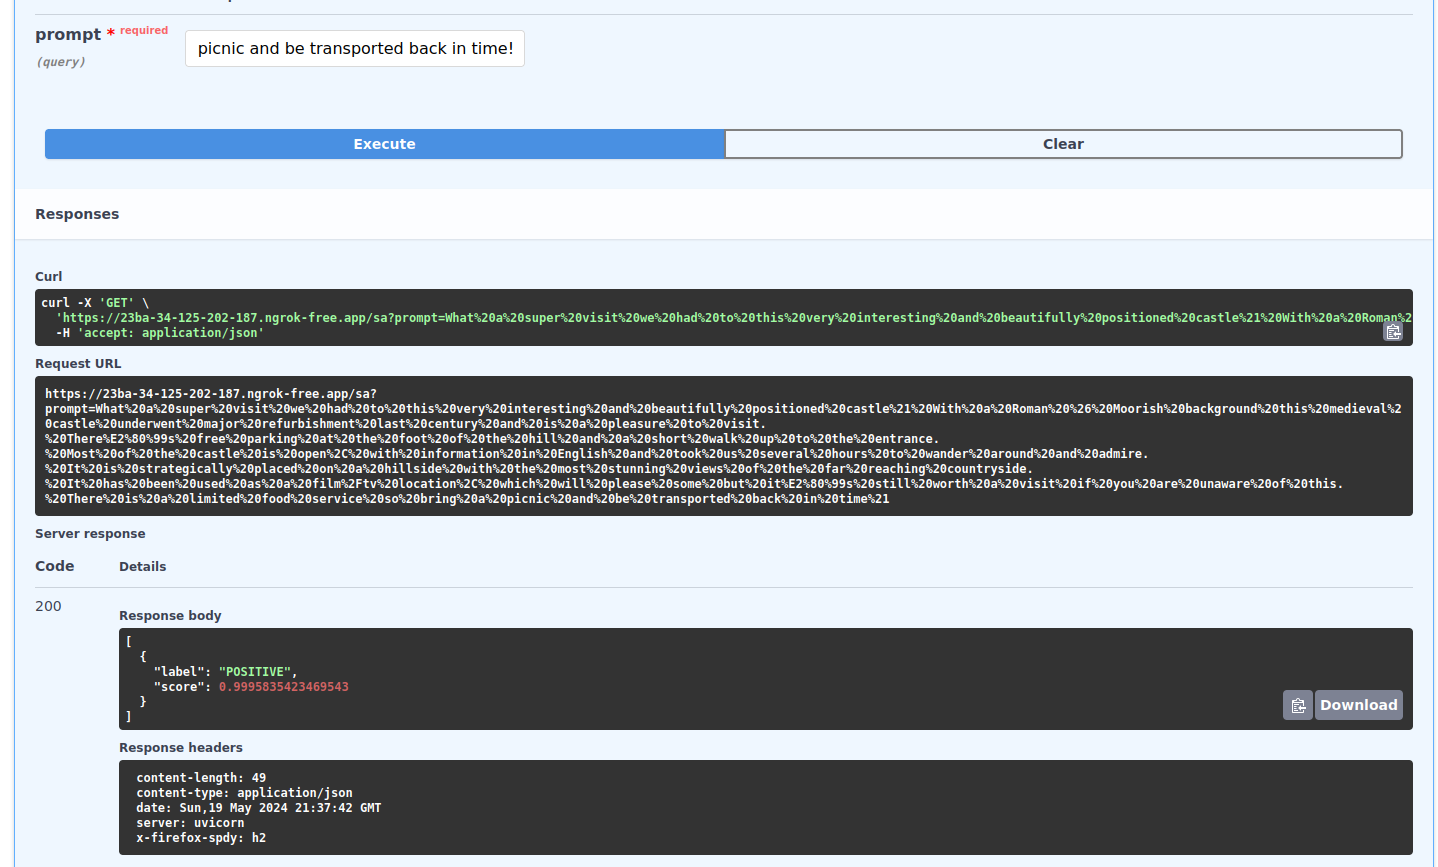 prompt * required
picnic and be transported back in time!
(query)
Execute
Clear
Responses
Curl
curl -X 'GET' \
'https://23ba-34-125-202-187.ngrok-free.app/sa?prompt=What%20a%20super%20visit%20we%20had%20to%20this%20very%20interesting%20and%20beautifully%20positioned%20castle%21%20With%20a%20Roman%2
-H 'accept: application/json'
Request URL
https://23ba-34-125-202-187.ngrok-free.app/sa?
prompt=What%20a%20super%20visit%20we%20had%20to%20this%20very%20interesting%20and%20beautifully%20positioned%20castle%21%20With%20a%20Roman%20%26%20Moorish%20background%20this%20medieval%2
0castle%20underwent%20major%20refurbishment%20last%20century%20and%20is%20a%20pleasure%20to%20visit.
%20There%E2%80%99s%20free%20parking%20at%20the%20foot%20of%20the%20hill%20and%20a%20short%20walk%20up%20to%20the%20entrance.
%20Most%20of%20the%20castle%20is%20open%2C%20with%20information%20in%20English%20and%20took%20us%20several%20hours%20to%20wander%20around%20and%20admire.
%20It%20is%20strategically%20placed%20on%20a%20hillside%20with%20the%20most%20stunning%20views%20of%20the%20far%20reaching%20countryside.
%20It%20has%20been%20used%20as%20a%20film%2Ftv%20location%2C%20which%20will%20please%20some%20but%20it%E2%80%99s%20still%20worth%20a%20visit%20if%20you%20are%20unaware%20of%20this.
%20There%20is%20a%20limited%20food%20service%20so%20bring%20a%20picnic%20and%20be%20transported%20back%20in%20time%21
Server response
Code Details
200
Response body
[
{
"label": "POSITIVE",
"score": 0.9995835423469543
}
]
Download
Response headers
content-length: 49
content-type: application/json
date: Sun,19 May 2024 21:37:42 GMT
server: uvicorn
x-firefox-spdy: h2